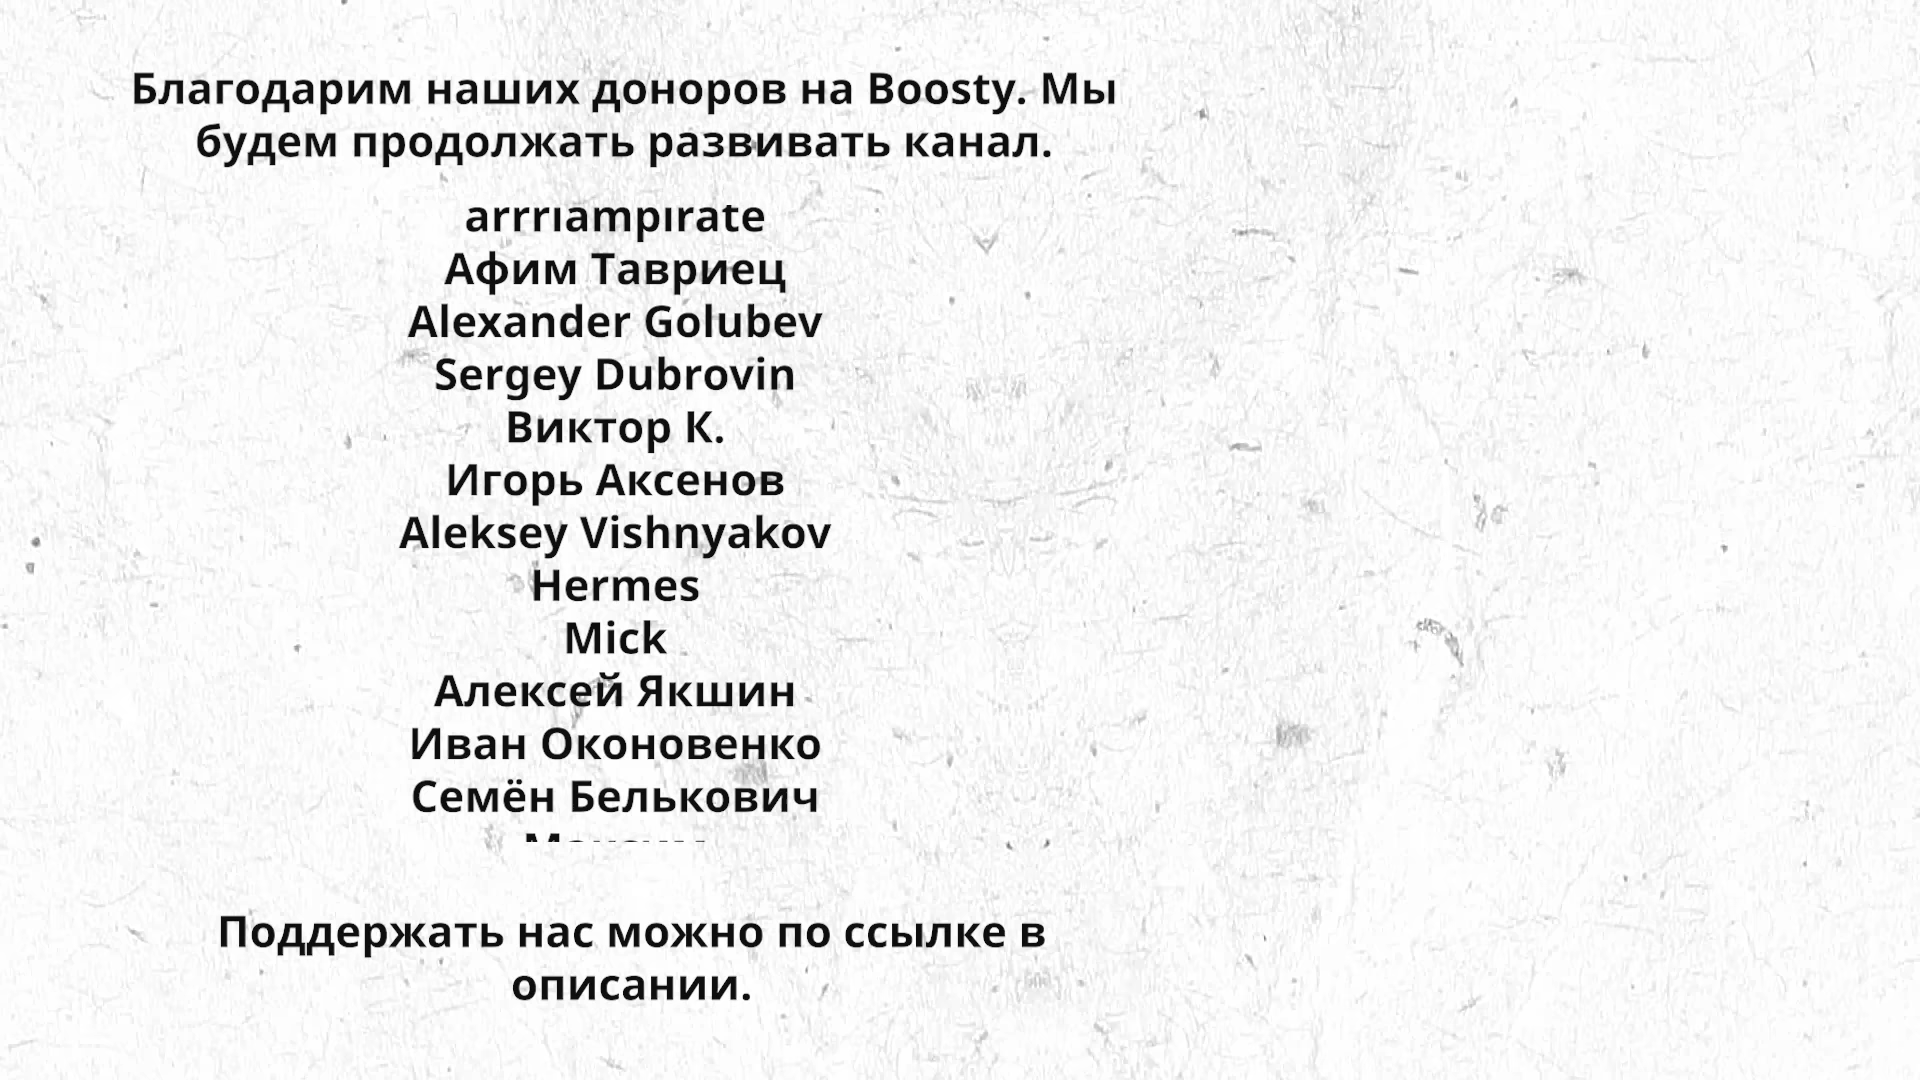 Благодарим наших доноров на Boosty. Мы
будем продолжать развивать канал.
arrrıampırate
Афим Тавриец
Alexander Golubev
Sergey Dubrovin
Виктор К.
Игорь Аксенов
Aleksey Vishnyakov
Hermes
Mick
Алексей Якшин
Иван Оконовенко
Семён Белькович
Поддержать нас можно по ссылке в
описании.